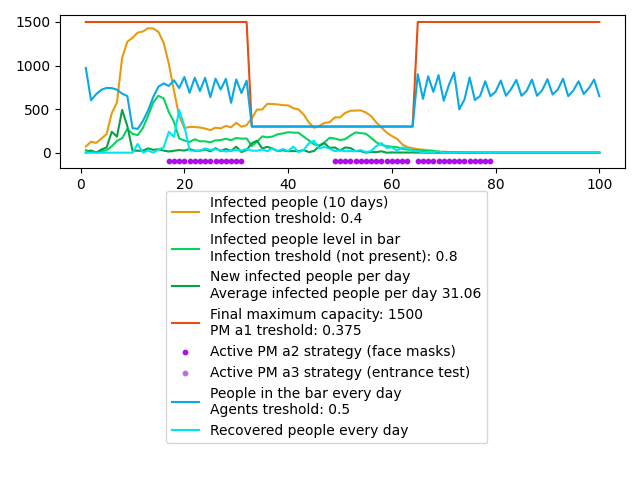 1500
1000
500
0
0
20
40
60
80
100
Infected people (10 days)
Infection treshold: 0.4
Infected people level in bar
Infection treshold (not present): 0.8
New infected people per day
Average infected people per day 31.06
Final maximum capacity: 1500
PM a1 treshold: 0.375
Active PM a2 strategy (face masks)
Active PM a3 strategy (entrance test)
People in the bar every day
Agents treshold: 0.5
Recovered people every day